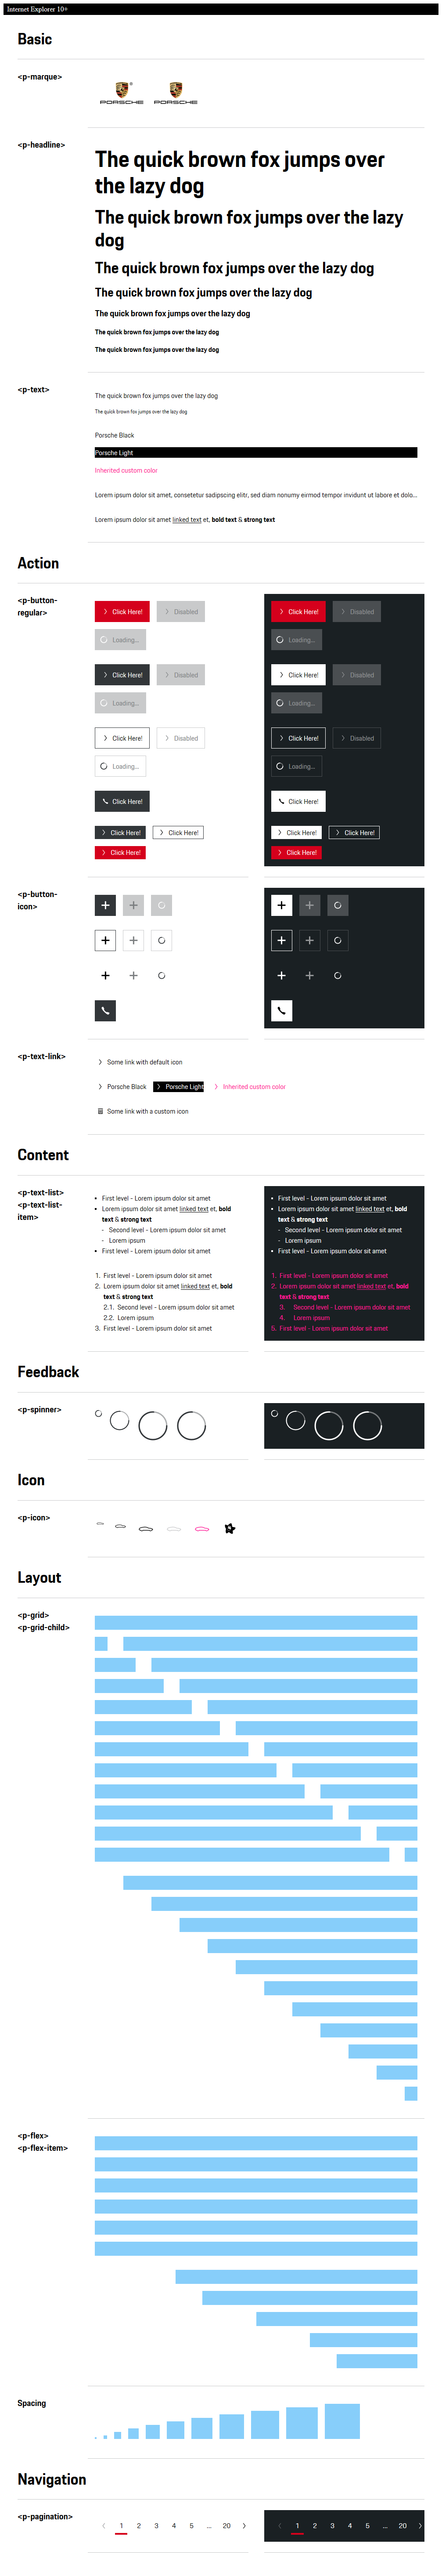 Internet Explorer 10+
Basic
<p-marque>
PORSCHE PORSCHE
<p-headline>
The quick brown fox jumps over
the lazy dog
The quick brown fox jumps over the lazy
dog
The quick brown fox jumps over the lazy dog
The quick brown fox jumps over the lazy dog
The quick brown fox jumps over the lazy dog
The quick brown fox jumps over the lazy dog
The quick brown fox jumps over the lazy dog
<p-text>
The quick brown fox jumps over the lazy dog
The quick brown fox jumps over the lazy dog
Porsche Black
Porsche Light
Inherited custom color
Lorem ipsum dolor sit amet, consetetur sadipscing elitr, sed diam nonumy eirmod tempor invidunt ut labore et dolo...
Lorem ipsum dolor sit amet linked text et, bold text & strong text
Action
<p-button-
regular>
Click Here! Disabled
Loading...
Click Here! Disabled
Loading...
Click Here! Disabled
Loading...
Click Here!
Click Here! Click Here!
Click Here!
Click Here! Disabled
Loading...
Click Here! Disabled
Loading...
Click Here! Disabled
Loading...
Click Here!
Click Here! Click Here!
Click Here!
<p-button-
icon>
<p-text-link>
Some link with default icon
Porsche Black Porsche Light Inherited custom color
Some link with a custom icon
Content
<p-text-list>
<p-text-list-
item>
• First level - Lorem ipsum dolor sit amet
• Lorem ipsum dolor sit amet linked text et, bold
text & strong text
- Second level - Lorem ipsum dolor sit amet
- Lorem ipsum
• First level - Lorem ipsum dolor sit amet
1. First level - Lorem ipsum dolor sit amet
2. Lorem ipsum dolor sit amet linked text et, bold
text & strong text
2.1. Second level - Lorem ipsum dolor sit amet
2.2. Lorem ipsum
3. First level - Lorem ipsum dolor sit amet
• First level - Lorem ipsum dolor sit amet
• Lorem ipsum dolor sit amet linked text et, bold
text & strong text
- Second level - Lorem ipsum dolor sit amet
- Lorem ipsum
• First level - Lorem ipsum dolor sit amet
1. First level - Lorem ipsum dolor sit amet
2. Lorem ipsum dolor sit amet linked text et, bold
text & strong text
3. Second level - Lorem ipsum dolor sit amet
4. Lorem ipsum
5. First level - Lorem ipsum dolor sit amet
Feedback
<p-spinner>
Icon
<p-icon>
Layout
<p-grid>
<p-grid-child>
<p-flex>
<p-flex-item>
Spacing
Navigation
<p-pagination>
1 2 3 4 5 ... 20
1 2 3 4 5 ... 20